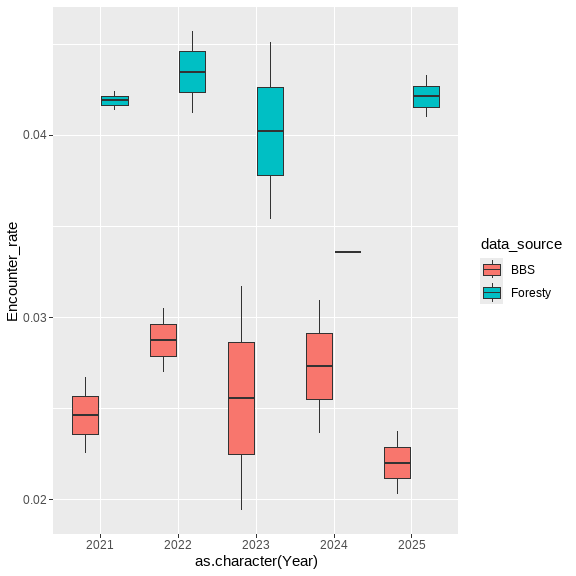 Encounter_rate
0.04
0.03
0.02
2021 2022 2023 2024 2025
as.character(Year)
data_source
BBS
Foresty